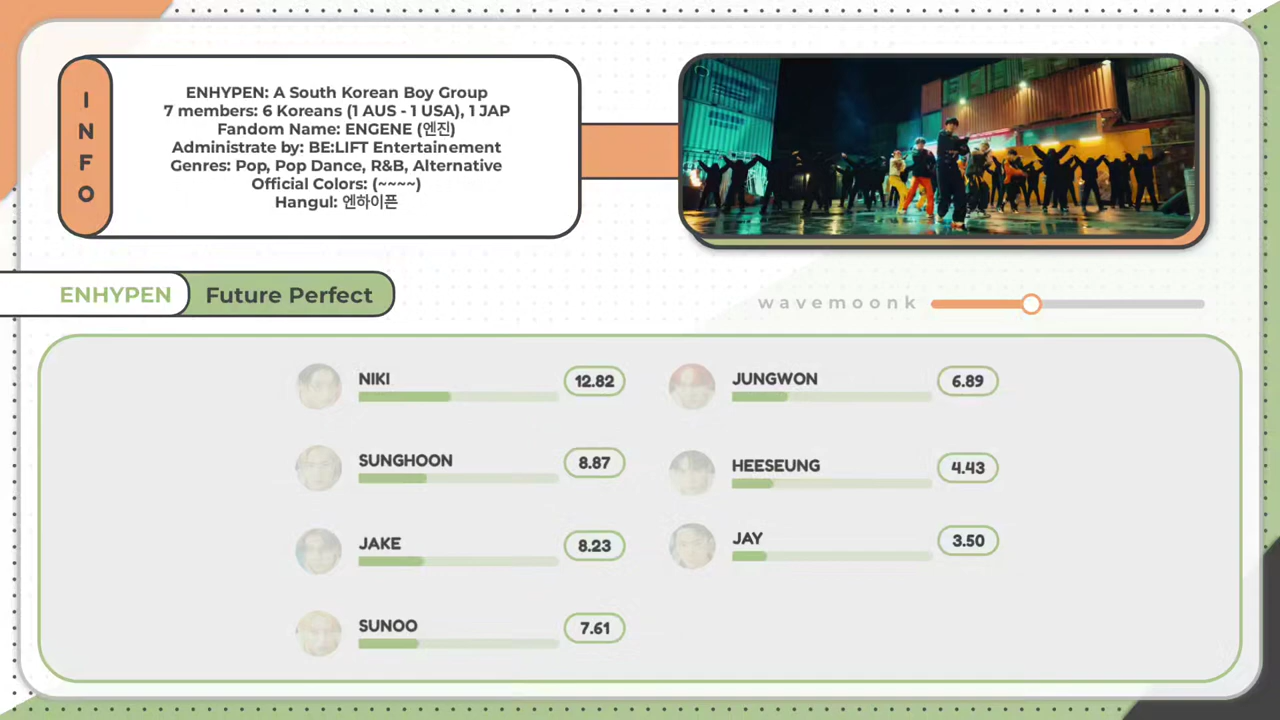 I
N
F
O
ENHYPEN: A South Korean Boy Group
7 members: 6 Koreans (1 AUS - 1 USA), 1 JAP
Fandom Name: ENGENE (엔진)
Administrate by: BE:LIFT Entertainement
Genres: Pop, Pop Dance, R&B, Alternative
Official Colors: (~~~~)
Hangul: 엔하이픈
ENHYPEN Future Perfect
wavemoonk
NIKI 12.82
SUNGHOON 8.87
JAKE 8.23
SUNOO 7.61
JUNGWON 6.89
HEESEUNG 4.43
JAY 3.50